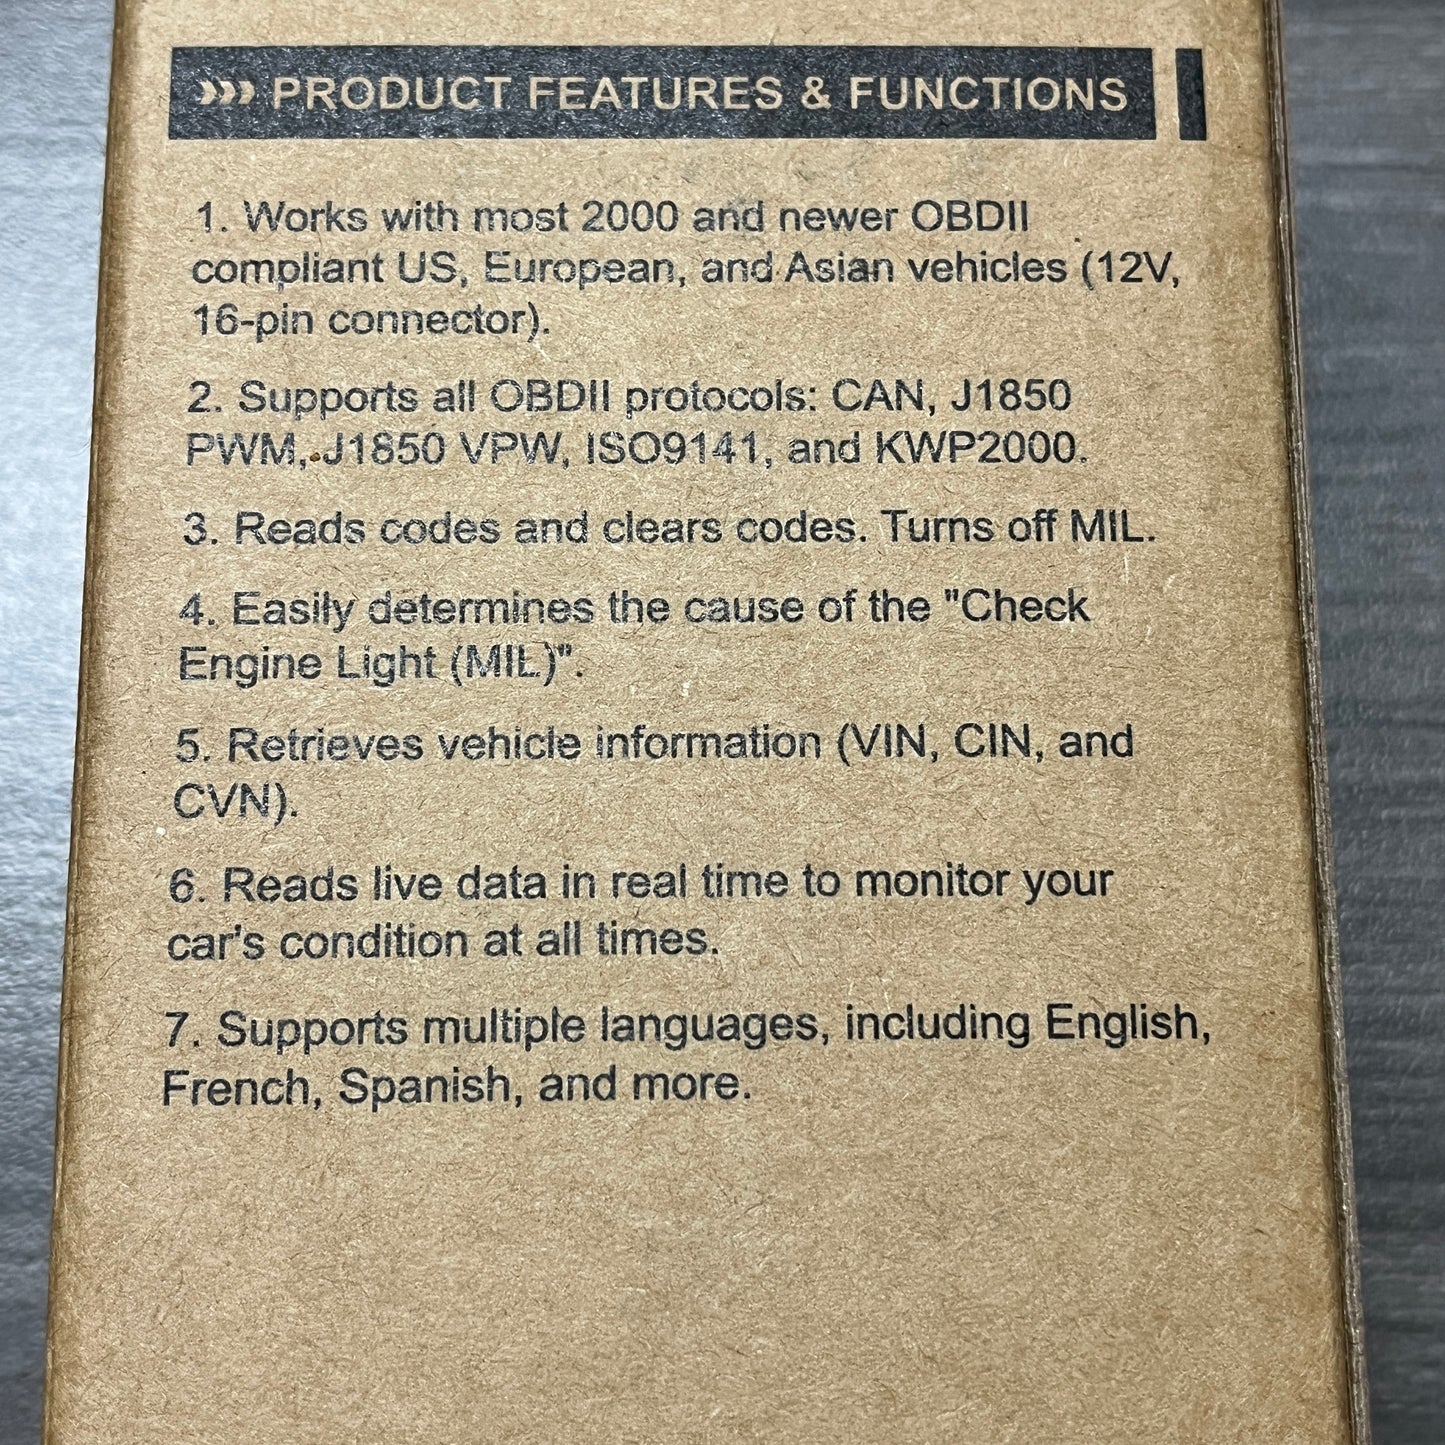 ››› PRODUCT FEATURES & FUNCTIONS
1. Works with most 2000 and newer OBDII
compliant US, European, and Asian vehicles (12V,
16-pin connector).
2. Supports all OBDII protocols: CAN, J1850
PWM, J1850 VPW, ISO9141, and KWP2000.
3. Reads codes and clears codes. Turns off MIL.
4. Easily determines the cause of the "Check
Engine Light (MIL)".
5. Retrieves vehicle information (VIN, CIN, and
CVN).
6. Reads live data in real time to monitor your
car's condition at all times.
7. Supports multiple languages, including English,
French, Spanish, and more.